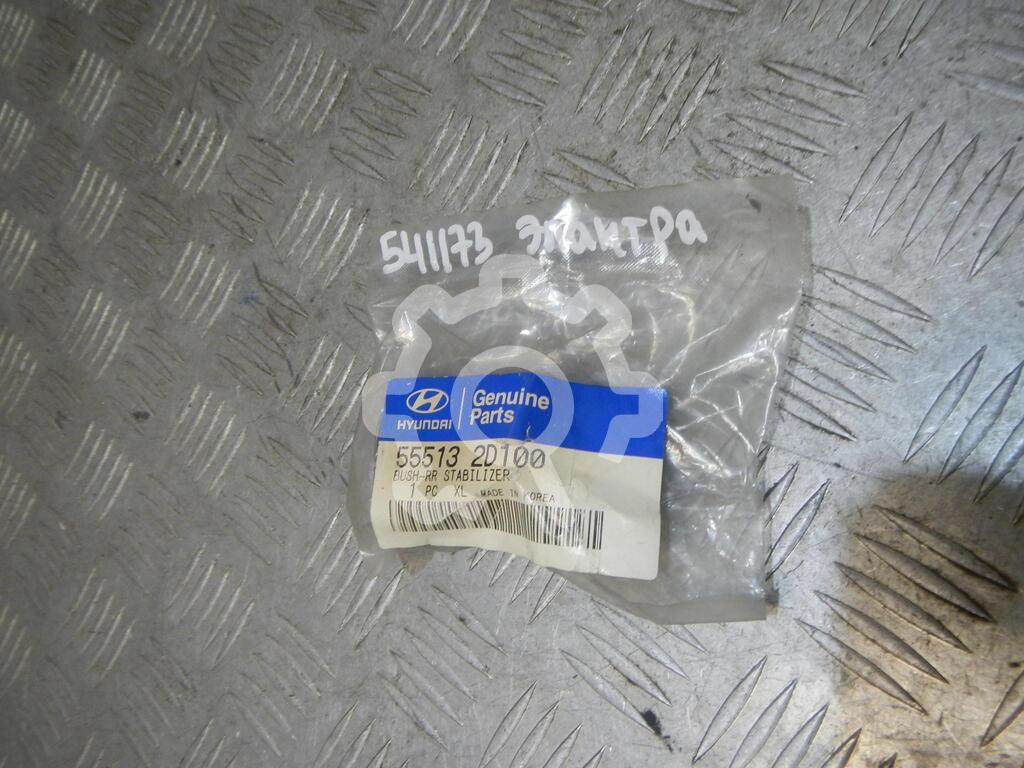 541173 элантра
HYUNDAI
Genuine
Parts
55513 2D100
BUSH-RR STABILIZER
1 PC XL MADE IN KOREA